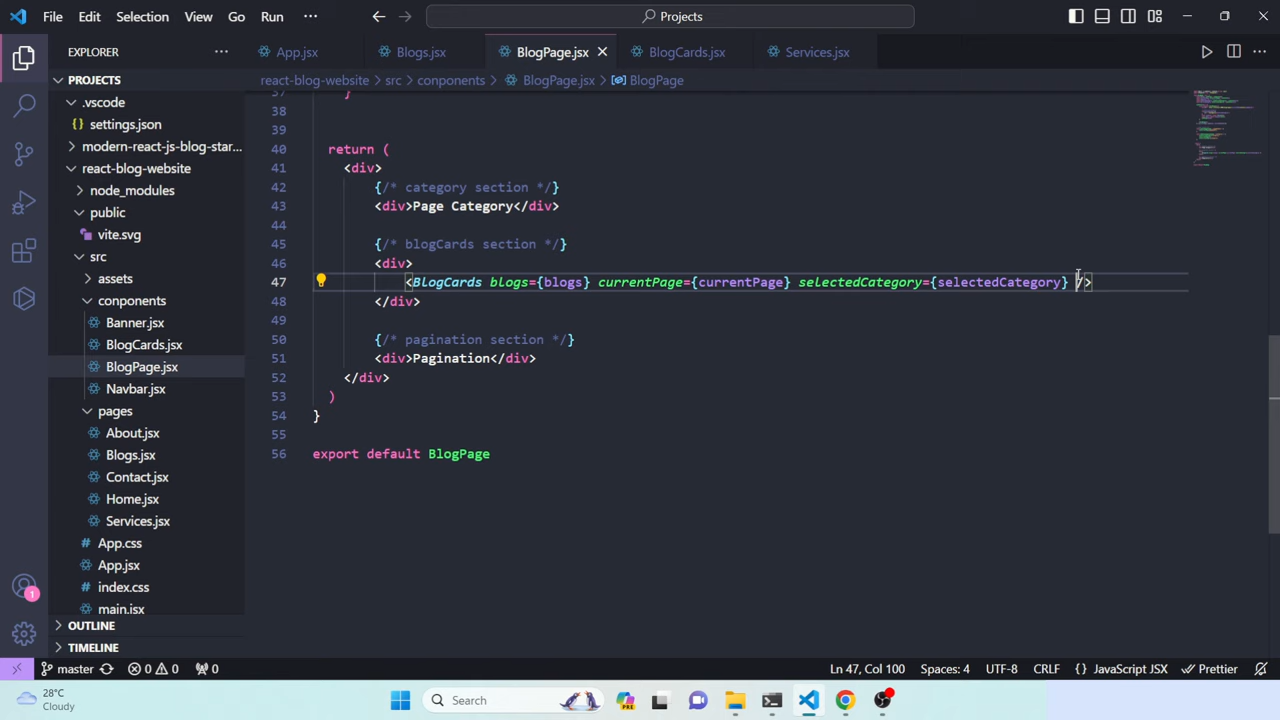 File Edit Selection View Go Run ··· Projects
EXPLORER ··· App.jsx Blogs.jsx BlogPage.jsx BlogCards.jsx Services.jsx
PROJECTS
react-blog-website > src > conponents > BlogPage.jsx > BlogPage
.vscode
{} settings.json
modern-react-js-blog-star...
react-blog-website
node_modules
public
vite.svg
src
assets
conponents
Banner.jsx
BlogCards.jsx
BlogPage.jsx
Navbar.jsx
pages
About.jsx
Blogs.jsx
Contact.jsx
Home.jsx
Services.jsx
App.css
App.jsx
index.css
main.jsx
OUTLINE
TIMELINE
37 }
38
39
40 return (
41 <div>
42 {/* category section */}
43 <div>Page Category</div>
44
45 {/* blogCards section */}
46 <div>
47 <BlogCards blogs={blogs} currentPage={currentPage} selectedCategory={selectedCategory} />
48 </div>
49
50 {/* pagination section */}
51 <div>Pagination</div>
52 </div>
53 )
54 }
55
56 export default BlogPage
1
master 0 0 0 Ln 47, Col 100 Spaces: 4 UTF-8 CRLF {} JavaScript JSX Prettier
28°C
Cloudy
Search
PRE